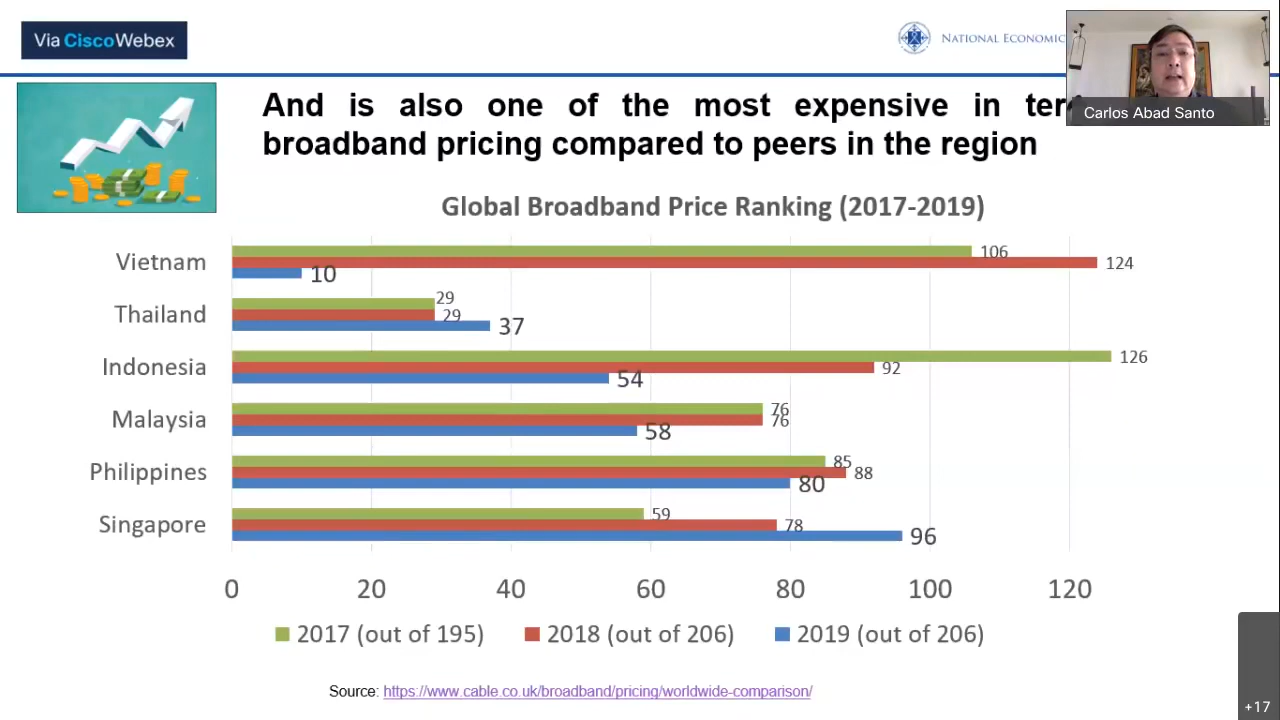 Via CiscoWebex
NATIONAL ECONOMIC
Carlos Abad Santo
And is also one of the most expensive in
broadband pricing compared to peers in the region
Global Broadband Price Ranking (2017-2019)
Vietnam
106
124
10
Thailand
29
29
37
Indonesia
126
92
54
Malaysia
76
76
58
Philippines
85
88
80
Singapore
59
78
96
0 20 40 60 80 100 120
2017 (out of 195) 2018 (out of 206) 2019 (out of 206)
Source: https://www.cable.co.uk/broadband/pricing/worldwide-comparison/
+17